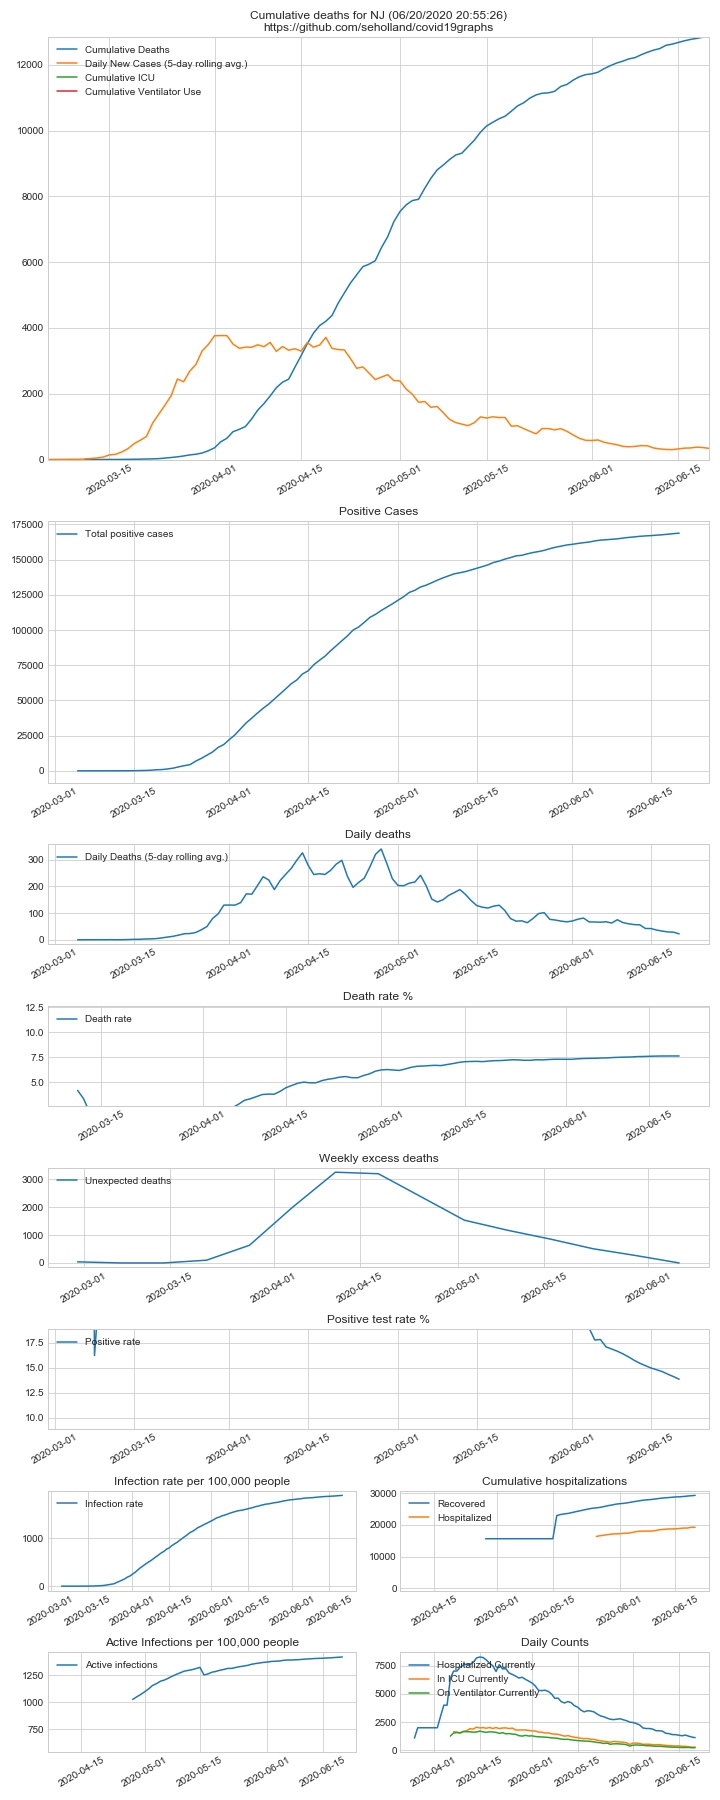 Cumulative deaths for NJ (06/20/2020 20:55:26)
https://github.com/seholland/covid19graphs
Cumulative Deaths
Daily New Cases (5-day rolling avg.)
Cumulative ICU
Cumulative Ventilator Use
12000
10000
8000
6000
4000
2000
0
2020-03-15 2020-04-01 2020-04-15 2020-05-01 2020-05-15 2020-06-01 2020-06-15
Positive Cases
Total positive cases
175000
150000
125000
100000
75000
50000
25000
0
2020-03-01 2020-03-15 2020-04-01 2020-04-15 2020-05-01 2020-05-15 2020-06-01 2020-06-15
Daily deaths
Daily Deaths (5-day rolling avg.)
300
200
100
0
2020-03-01 2020-03-15 2020-04-01 2020-04-15 2020-05-01 2020-05-15 2020-06-01 2020-06-15
Death rate %
Death rate
12.5
10.0
7.5
5.0
2020-03-15 2020-04-01 2020-04-15 2020-05-01 2020-05-15 2020-06-01 2020-06-15
Weekly excess deaths
Unexpected deaths
3000
2000
1000
0
2020-03-01 2020-03-15 2020-04-01 2020-04-15 2020-05-01 2020-05-15 2020-06-01
Positive test rate %
Positive rate
17.5
15.0
12.5
10.0
2020-03-01 2020-03-15 2020-04-01 2020-04-15 2020-05-01 2020-05-15 2020-06-01 2020-06-15
Infection rate per 100,000 people
Infection rate
1000
0
2020-03-01 2020-03-15 2020-04-01 2020-04-15 2020-05-01 2020-05-15 2020-06-01 2020-06-15
Cumulative hospitalizations
Recovered
Hospitalized
30000
20000
10000
0
2020-04-15 2020-05-01 2020-05-15 2020-06-01 2020-06-15
Active Infections per 100,000 people
Active infections
1250
1000
750
2020-04-15 2020-05-01 2020-05-15 2020-06-01 2020-06-15
Daily Counts
Hospitalized Currently
In ICU Currently
On Ventilator Currently
7500
5000
2500
0
2020-04-01 2020-04-15 2020-05-01 2020-05-15 2020-06-01 2020-06-15